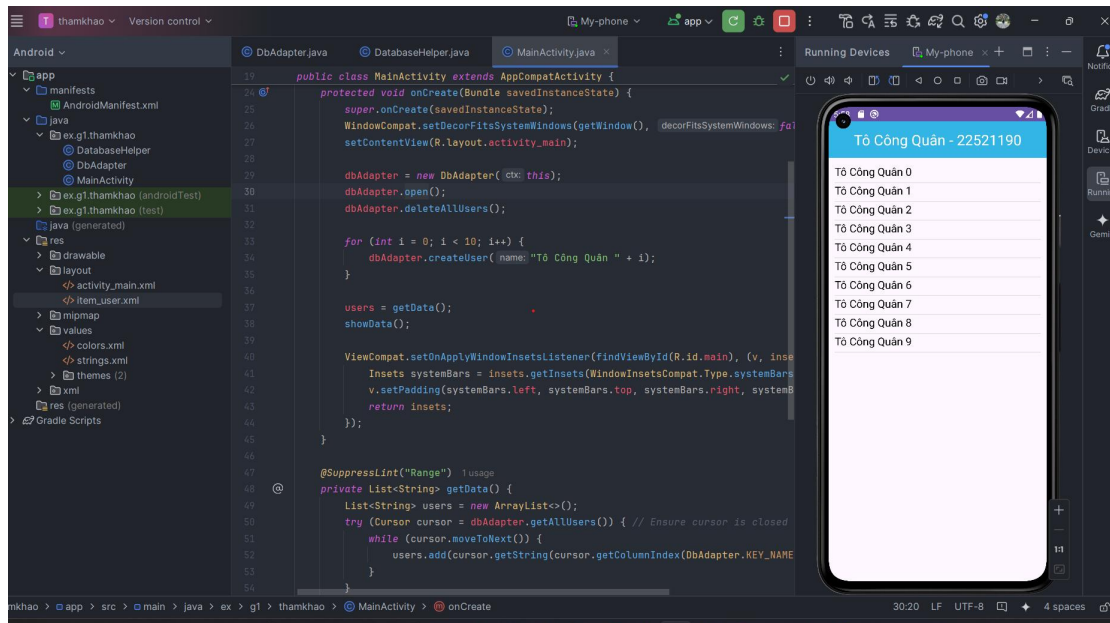 thamkhao
Version control
My-phone
app
Android
DbAdapter.java
DatabaseHelper.java
MainActivity.java
Running Devices
My-phone
app
manifests
AndroidManifest.xml
java
ex.g1.thamkhao
DatabaseHelper
DbAdapter
MainActivity
ex.g1.thamkhao (androidTest)
ex.g1.thamkhao (test)
java (generated)
res
drawable
layout
activity_main.xml
item_user.xml
mipmap
values
colors.xml
strings.xml
themes (2)
xml
res (generated)
Gradle Scripts
19 public class MainActivity extends AppCompatActivity {
24 protected void onCreate(Bundle savedInstanceState) {
25 super.onCreate(savedInstanceState);
26 WindowCompat.setDecorFitsSystemWindows(getWindow(), decorFitsSystemWindows: fal
27 setContentView(R.layout.activity_main);
28
29 dbAdapter = new DbAdapter( ctx: this);
30 dbAdapter.open();
31 dbAdapter.deleteAllUsers();
32
33 for (int i = 0; i < 10; i++) {
34 dbAdapter.createUser( name: "Tô Công Quân " + i);
35 }
36
37 users = getData();
38 showData();
39
40 ViewCompat.setOnApplyWindowInsetsListener(findViewById(R.id.main), (v, inse
41 Insets systemBars = insets.getInsets(WindowInsetsCompat.Type.systemBars
42 v.setPadding(systemBars.left, systemBars.top, systemBars.right, systemB
43 return insets;
44 });
45 }
46
47 @SuppressLint("Range") 1 usage
48 private List<String> getData() {
49 List<String> users = new ArrayList<>();
50 try (Cursor cursor = dbAdapter.getAllUsers()) { // Ensure cursor is closed
51 while (cursor.moveToNext()) {
52 users.add(cursor.getString(cursor.getColumnIndex(DbAdapter.KEY_NAME
53 }
54 }
Tô Công Quân - 22521190
Tô Công Quân 0
Tô Công Quân 1
Tô Công Quân 2
Tô Công Quân 3
Tô Công Quân 4
Tô Công Quân 5
Tô Công Quân 6
Tô Công Quân 7
Tô Công Quân 8
Tô Công Quân 9
1:1
Notific
Grad
Devic
Runni
Gemi
mkhao > app > src > main > java > ex > g1 > thamkhao > MainActivity > onCreate
30:20 LF UTF-8 4 spaces